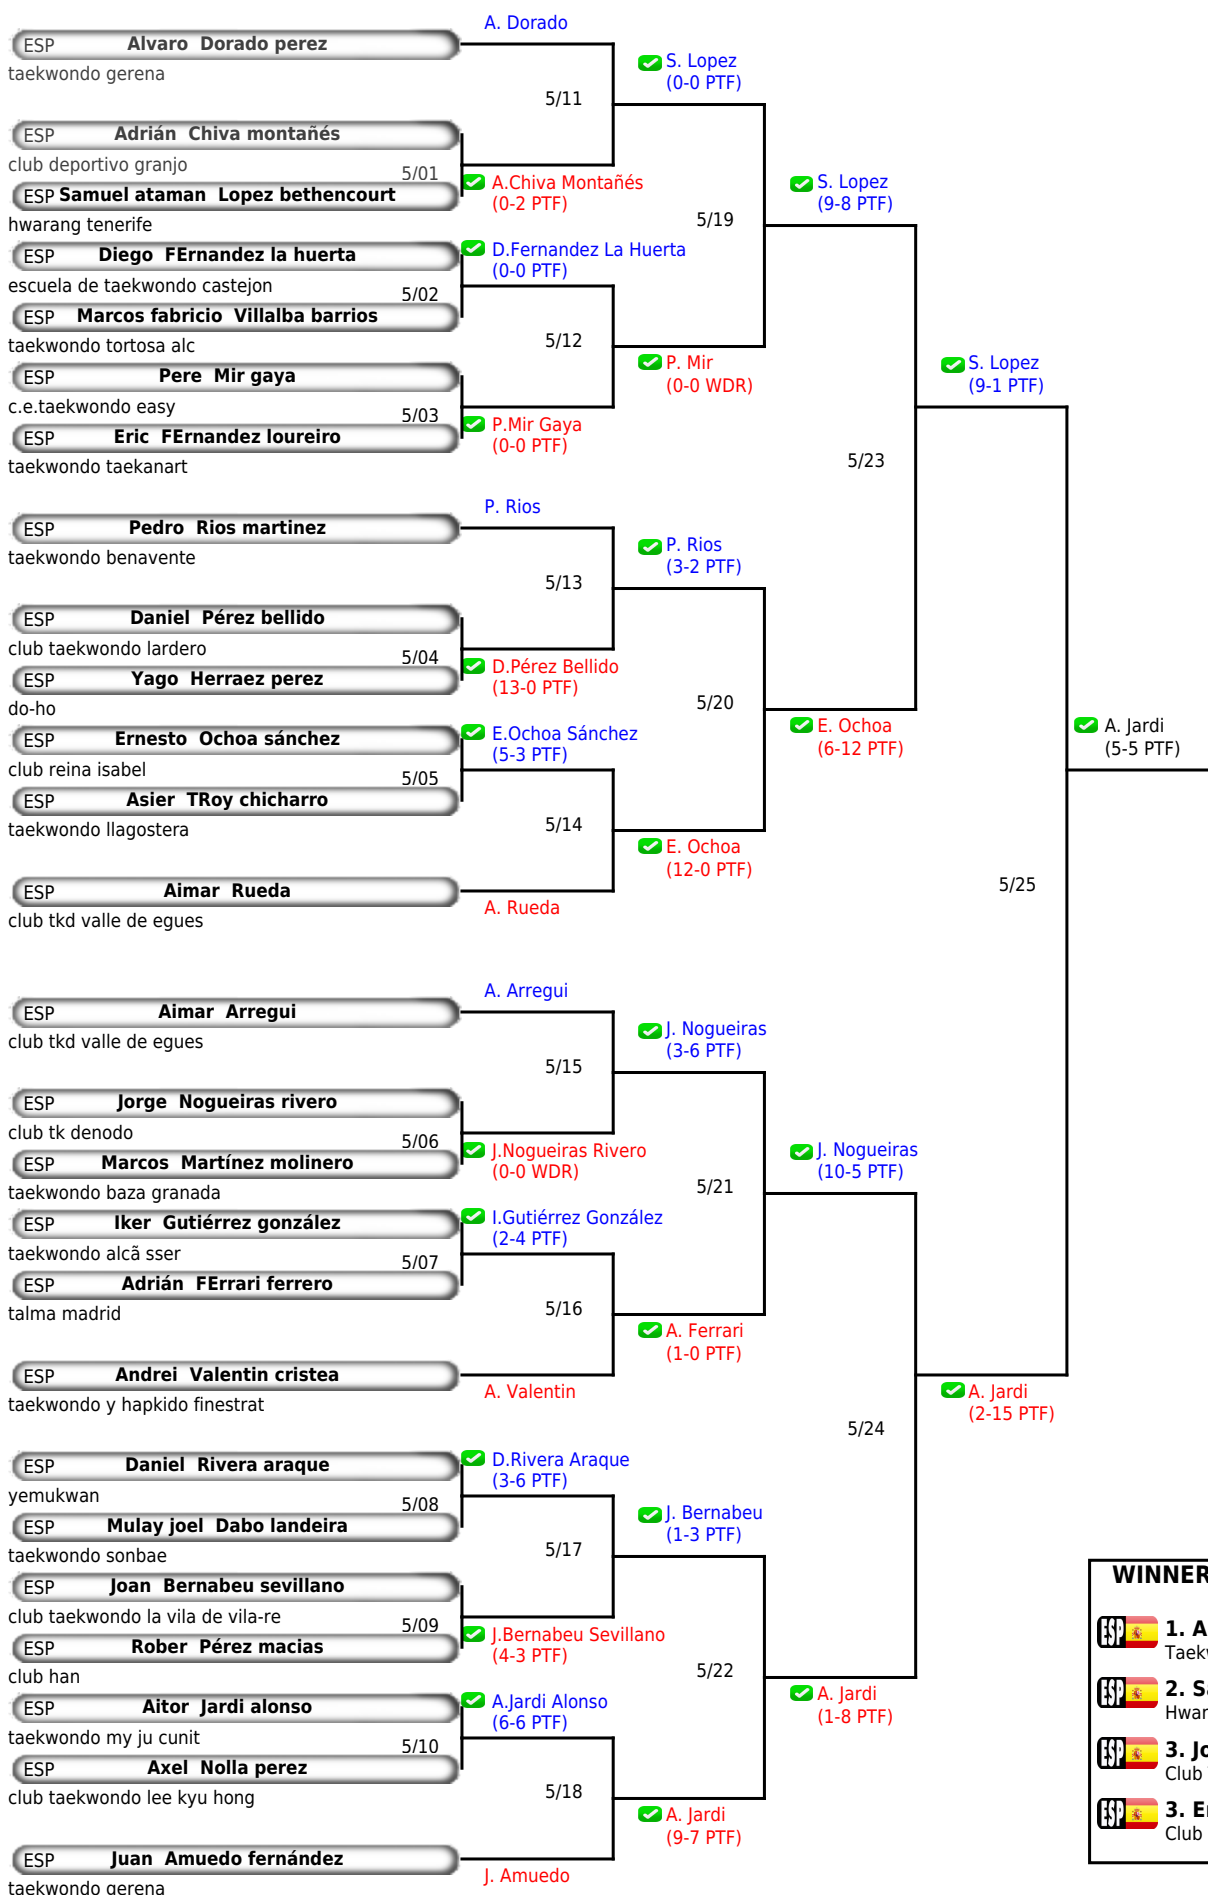 A. Dorado
ESP Alvaro Dorado perez
taekwondo gerena
S. Lopez
(0-0 PTF)
5/11
ESP Adrián Chiva montañés
club deportivo granjo
5/01
A.Chiva Montañés
(0-2 PTF)
ESP Samuel ataman Lopez bethencourt
hwarang tenerife
S. Lopez
(9-8 PTF)
5/19
ESP Diego FErnandez la huerta
escuela de taekwondo castejon
D.Fernandez La Huerta
(0-0 PTF)
5/02
ESP Marcos fabricio Villalba barrios
taekwondo tortosa alc
5/12
P. Mir
(0-0 WDR)
ESP Pere Mir gaya
c.e.taekwondo easy
5/03
P.Mir Gaya
(0-0 PTF)
ESP Eric FErnandez loureiro
taekwondo taekanart
S. Lopez
(9-1 PTF)
5/23
P. Rios
ESP Pedro Rios martinez
taekwondo benavente
P. Rios
(3-2 PTF)
5/13
ESP Daniel Pérez bellido
club taekwondo lardero
5/04
D.Pérez Bellido
(13-0 PTF)
ESP Yago Herraez perez
do-ho
5/20
E. Ochoa
(6-12 PTF)
ESP Ernesto Ochoa sánchez
club reina isabel
E.Ochoa Sánchez
(5-3 PTF)
5/05
ESP Asier TRoy chicharro
taekwondo llagostera
5/14
E. Ochoa
(12-0 PTF)
ESP Aimar Rueda
club tkd valle de egues
A. Rueda
A. Jardi
(5-5 PTF)
5/25
A. Arregui
ESP Aimar Arregui
club tkd valle de egues
J. Nogueiras
(3-6 PTF)
5/15
ESP Jorge Nogueiras rivero
club tk denodo
5/06
J.Nogueiras Rivero
(0-0 WDR)
ESP Marcos Martínez molinero
taekwondo baza granada
J. Nogueiras
(10-5 PTF)
5/21
ESP Iker Gutiérrez gonzález
taekwondo alcã sser
I.Gutiérrez González
(2-4 PTF)
5/07
ESP Adrián FErrari ferrero
talma madrid
5/16
A. Ferrari
(1-0 PTF)
ESP Andrei Valentin cristea
taekwondo y hapkido finestrat
A. Valentin
A. Jardi
(2-15 PTF)
5/24
ESP Daniel Rivera araque
yemukwan
D.Rivera Araque
(3-6 PTF)
5/08
ESP Mulay joel Dabo landeira
taekwondo sonbae
J. Bernabeu
(1-3 PTF)
5/17
ESP Joan Bernabeu sevillano
club taekwondo la vila de vila-re
5/09
J.Bernabeu Sevillano
(4-3 PTF)
ESP Rober Pérez macias
club han
5/22
A. Jardi
(1-8 PTF)
ESP Aitor Jardi alonso
taekwondo my ju cunit
A.Jardi Alonso
(6-6 PTF)
5/10
ESP Axel Nolla perez
club taekwondo lee kyu hong
5/18
A. Jardi
(9-7 PTF)
ESP Juan Amuedo fernández
taekwondo gerena
J. Amuedo
WINNER
ESP 1. A
Taekw
ESP 2. Sa
Hwar
ESP 3. Jo
Club
ESP 3. Er
Club